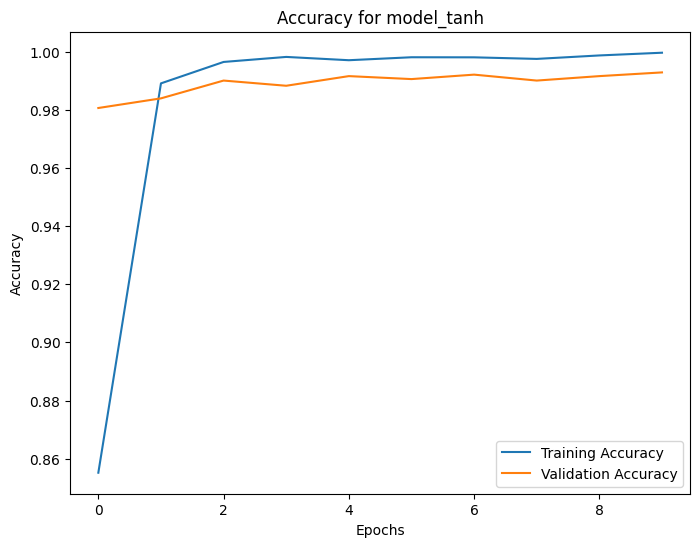 Accuracy for model_tanh
1.00
0.98
0.96
0.94
0.92
0.90
0.88
0.86
Accuracy
0 2 4 6 8
Epochs
Training Accuracy
Validation Accuracy